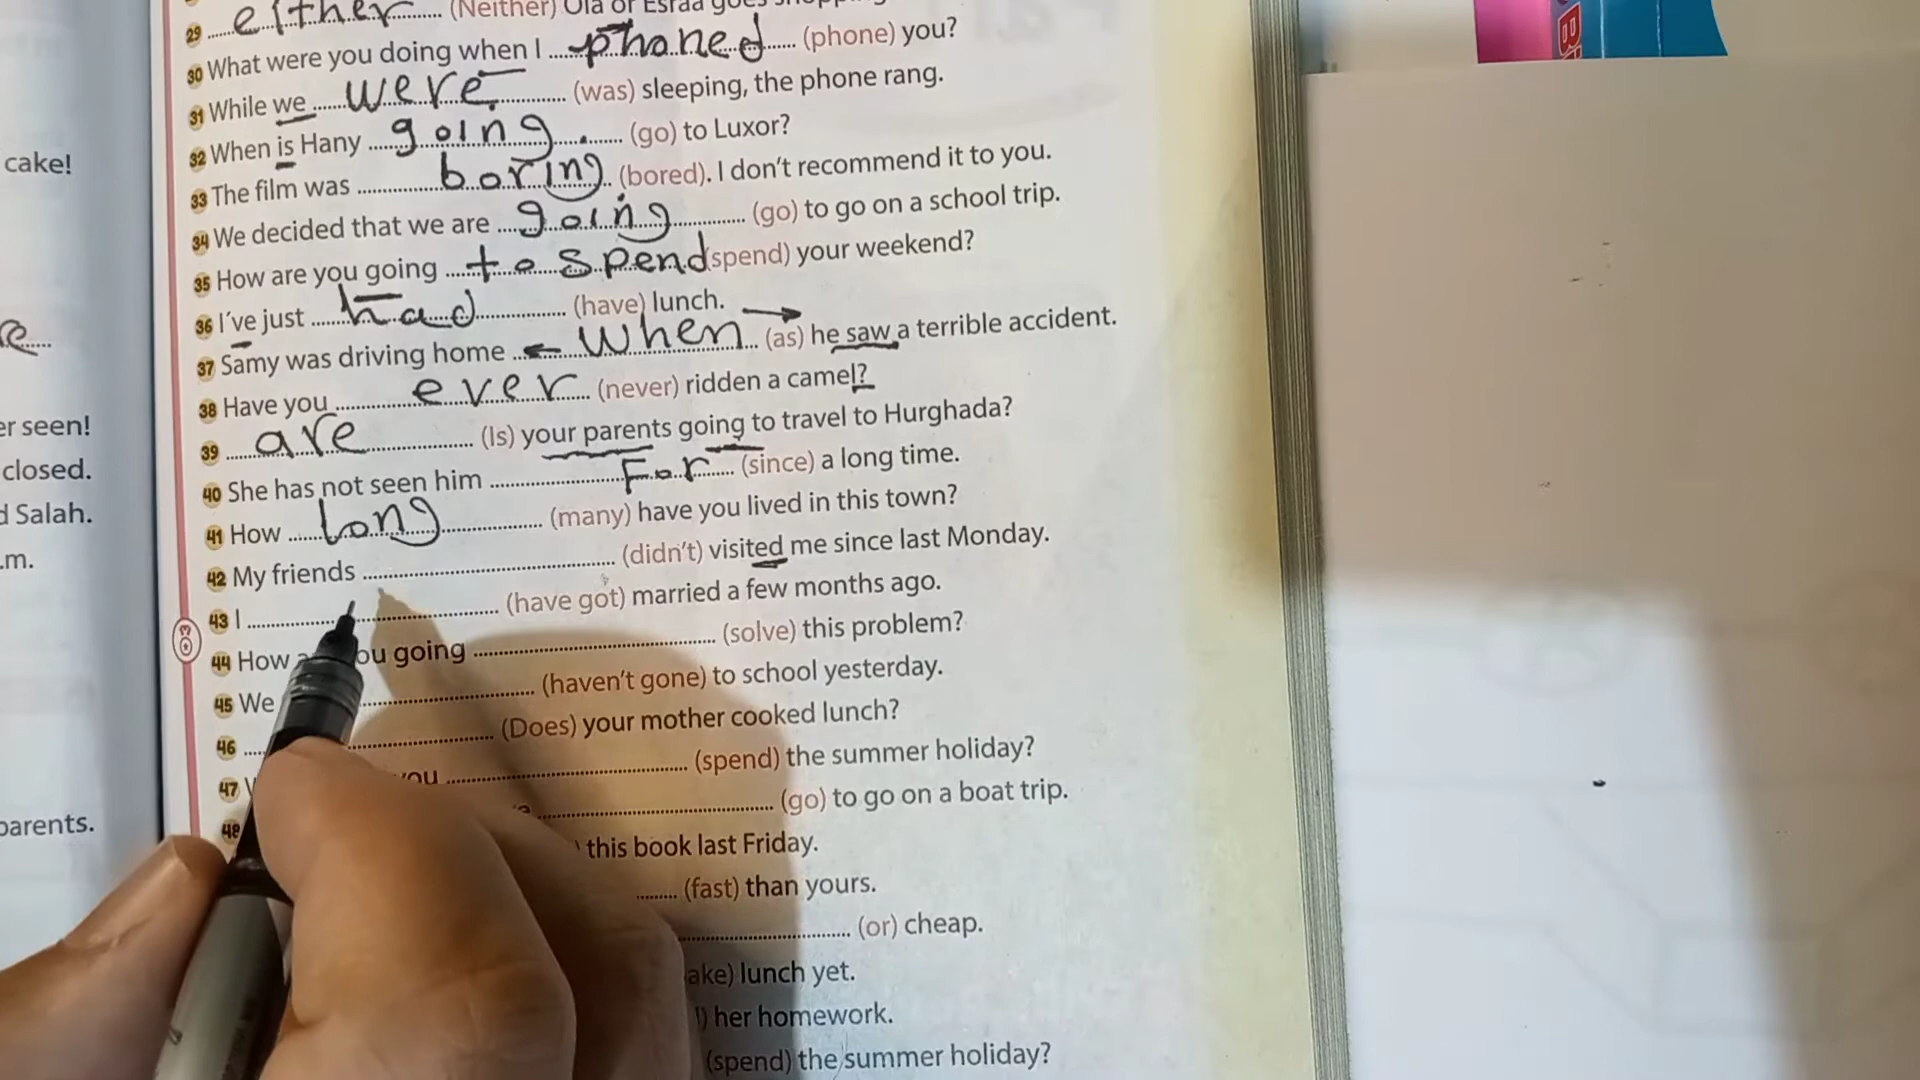 29 either (Neither) Ola or Esraa goes
30 What were you doing when I phoned (phone) you?
31 While we were (was) sleeping, the phone rang.
cake!
32 When is Hany going (go) to Luxor?
33 The film was boring (bored). I don't recommend it to you.
34 We decided that we are going (go) to go on a school trip.
35 How are you going to spend (spend) your weekend?
36 I've just had (have) lunch.
37 Samy was driving home when (as) he saw a terrible accident.
38 Have you ever (never) ridden a camel?
er seen!
39 are (Is) your parents going to travel to Hurghada?
closed.
40 She has not seen him For (since) a long time.
d Salah.
41 How long (many) have you lived in this town?
.m.
42 My friends (didn't) visited me since last Monday.
43 I (have got) married a few months ago.
63
44 How you going (solve) this problem?
45 We (haven't gone) to school yesterday.
46 (Does) your mother cooked lunch?
47 you (spend) the summer holiday?
parents.
48 (go) to go on a boat trip.
this book last Friday.
(fast) than yours.
(or) cheap.
ake) lunch yet.
) her homework.
(spend) the summer holiday?